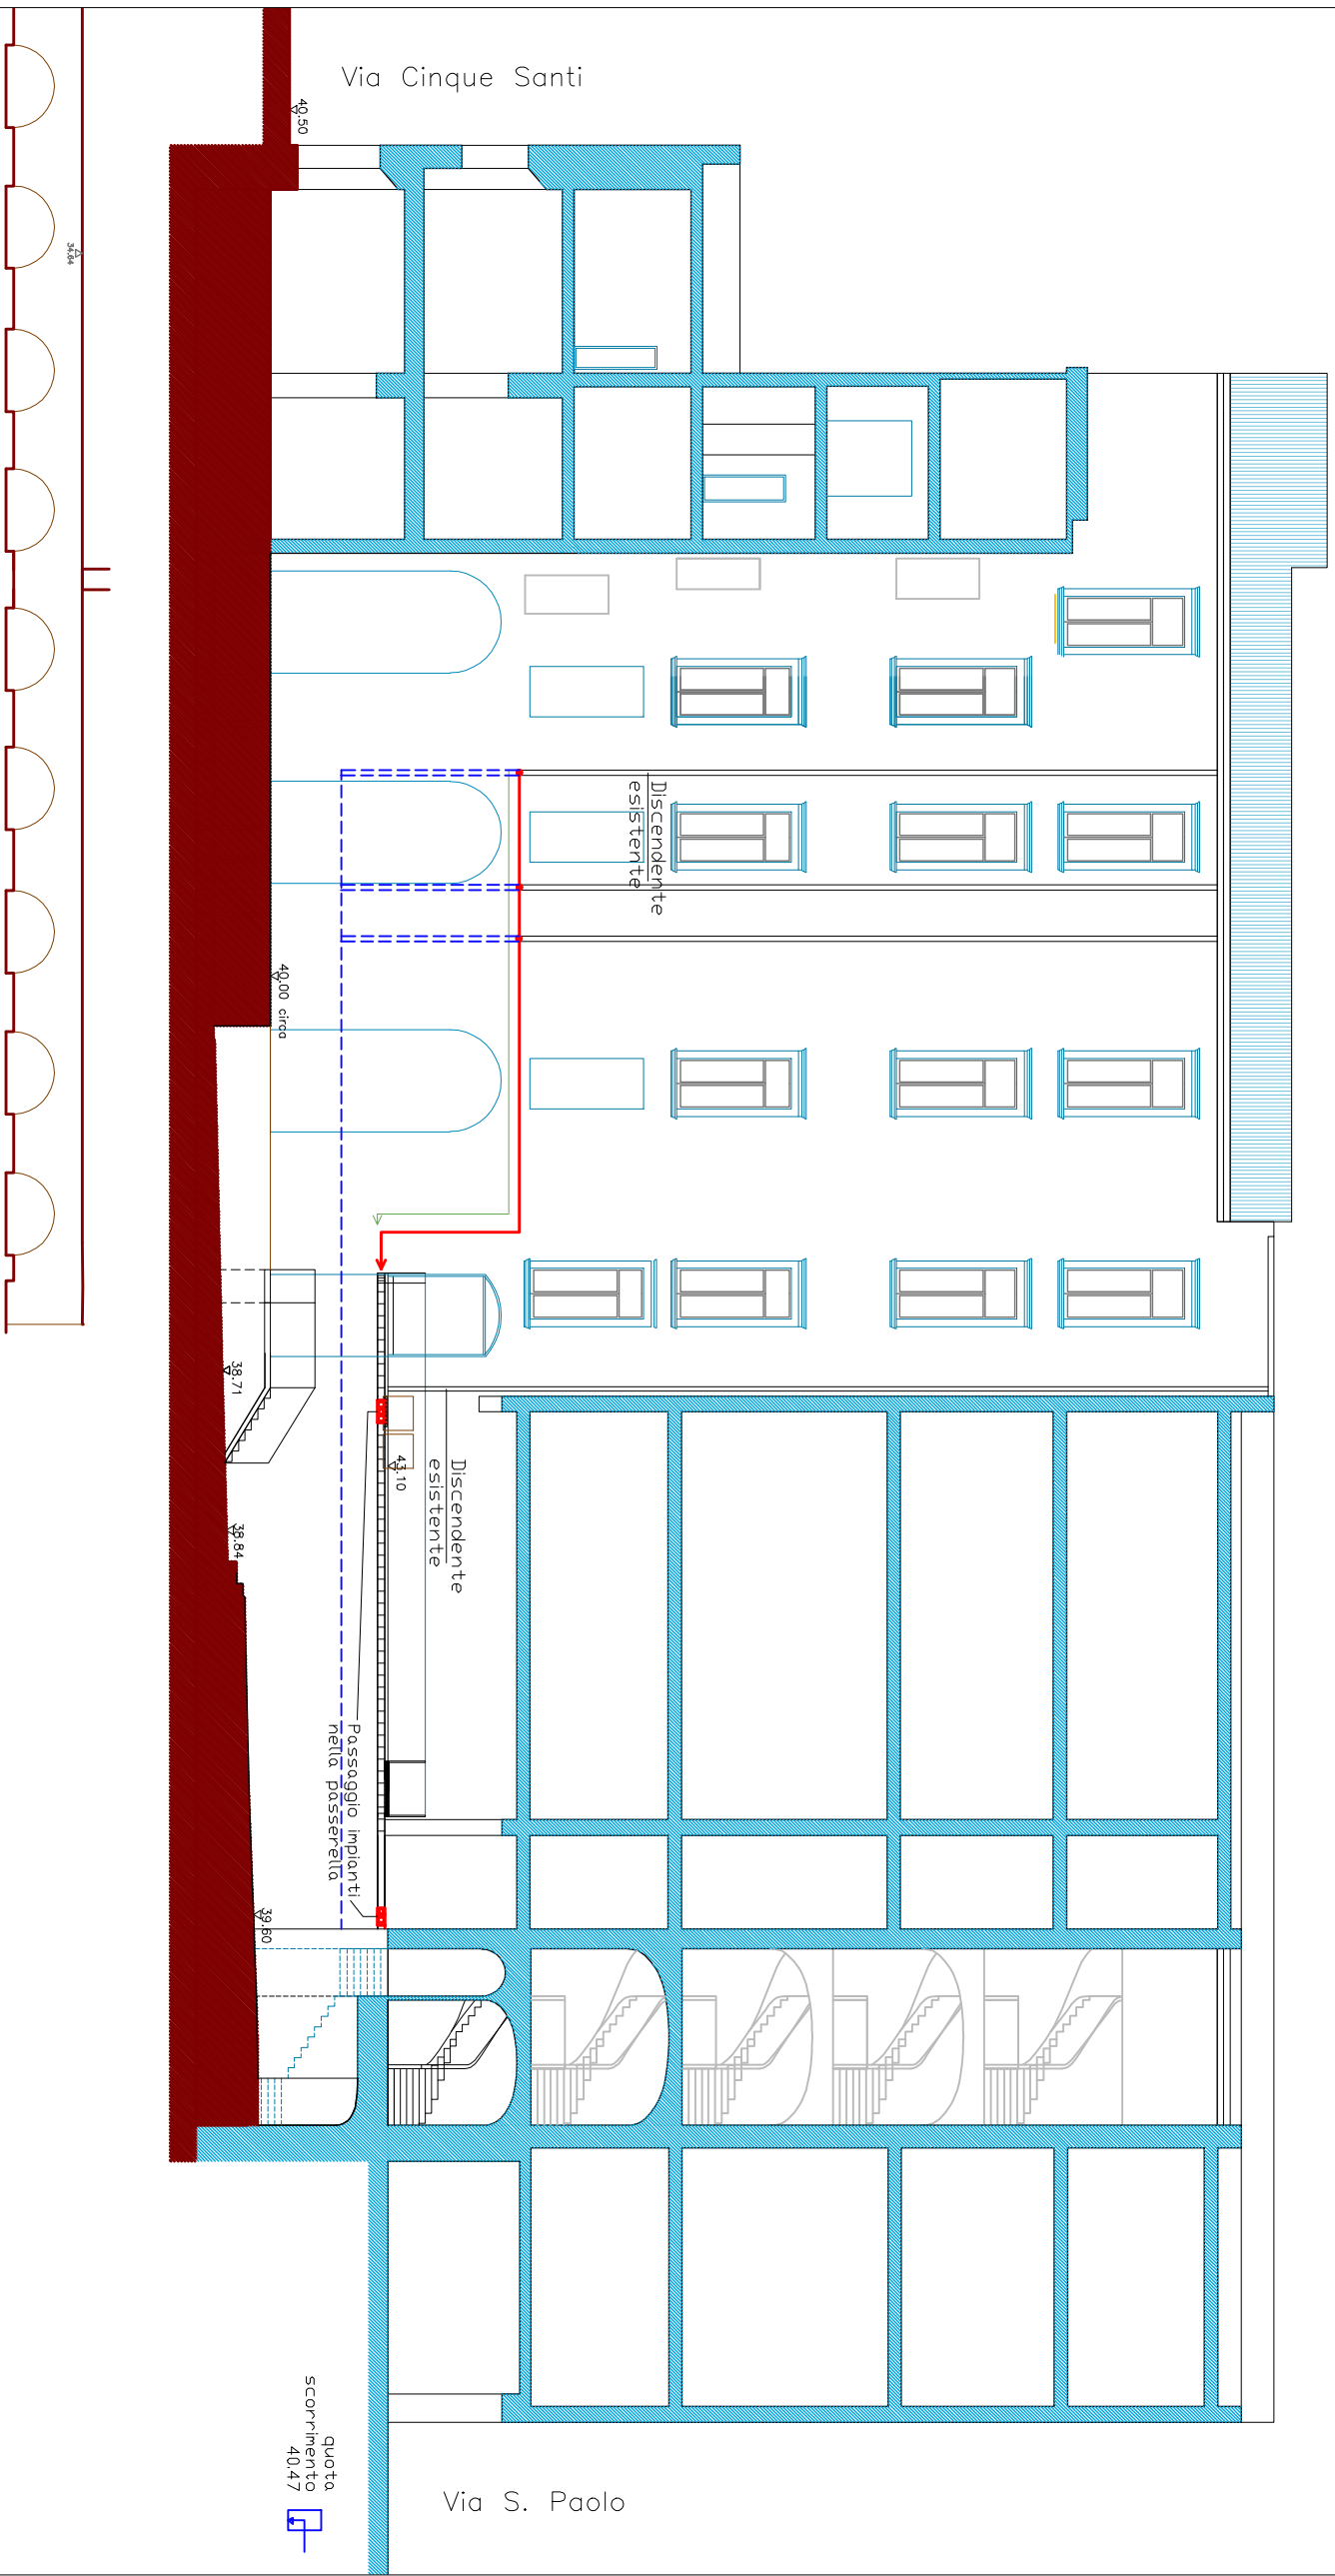 Via Cinque Santi
40.50
34.64
Discendente
esistente
40.00 circa
38.71
43.10
Discendente
esistente
38.84
Passaggio impianti
nella passerella
39.60
quota
scorrimento
40.47
Via S. Paolo